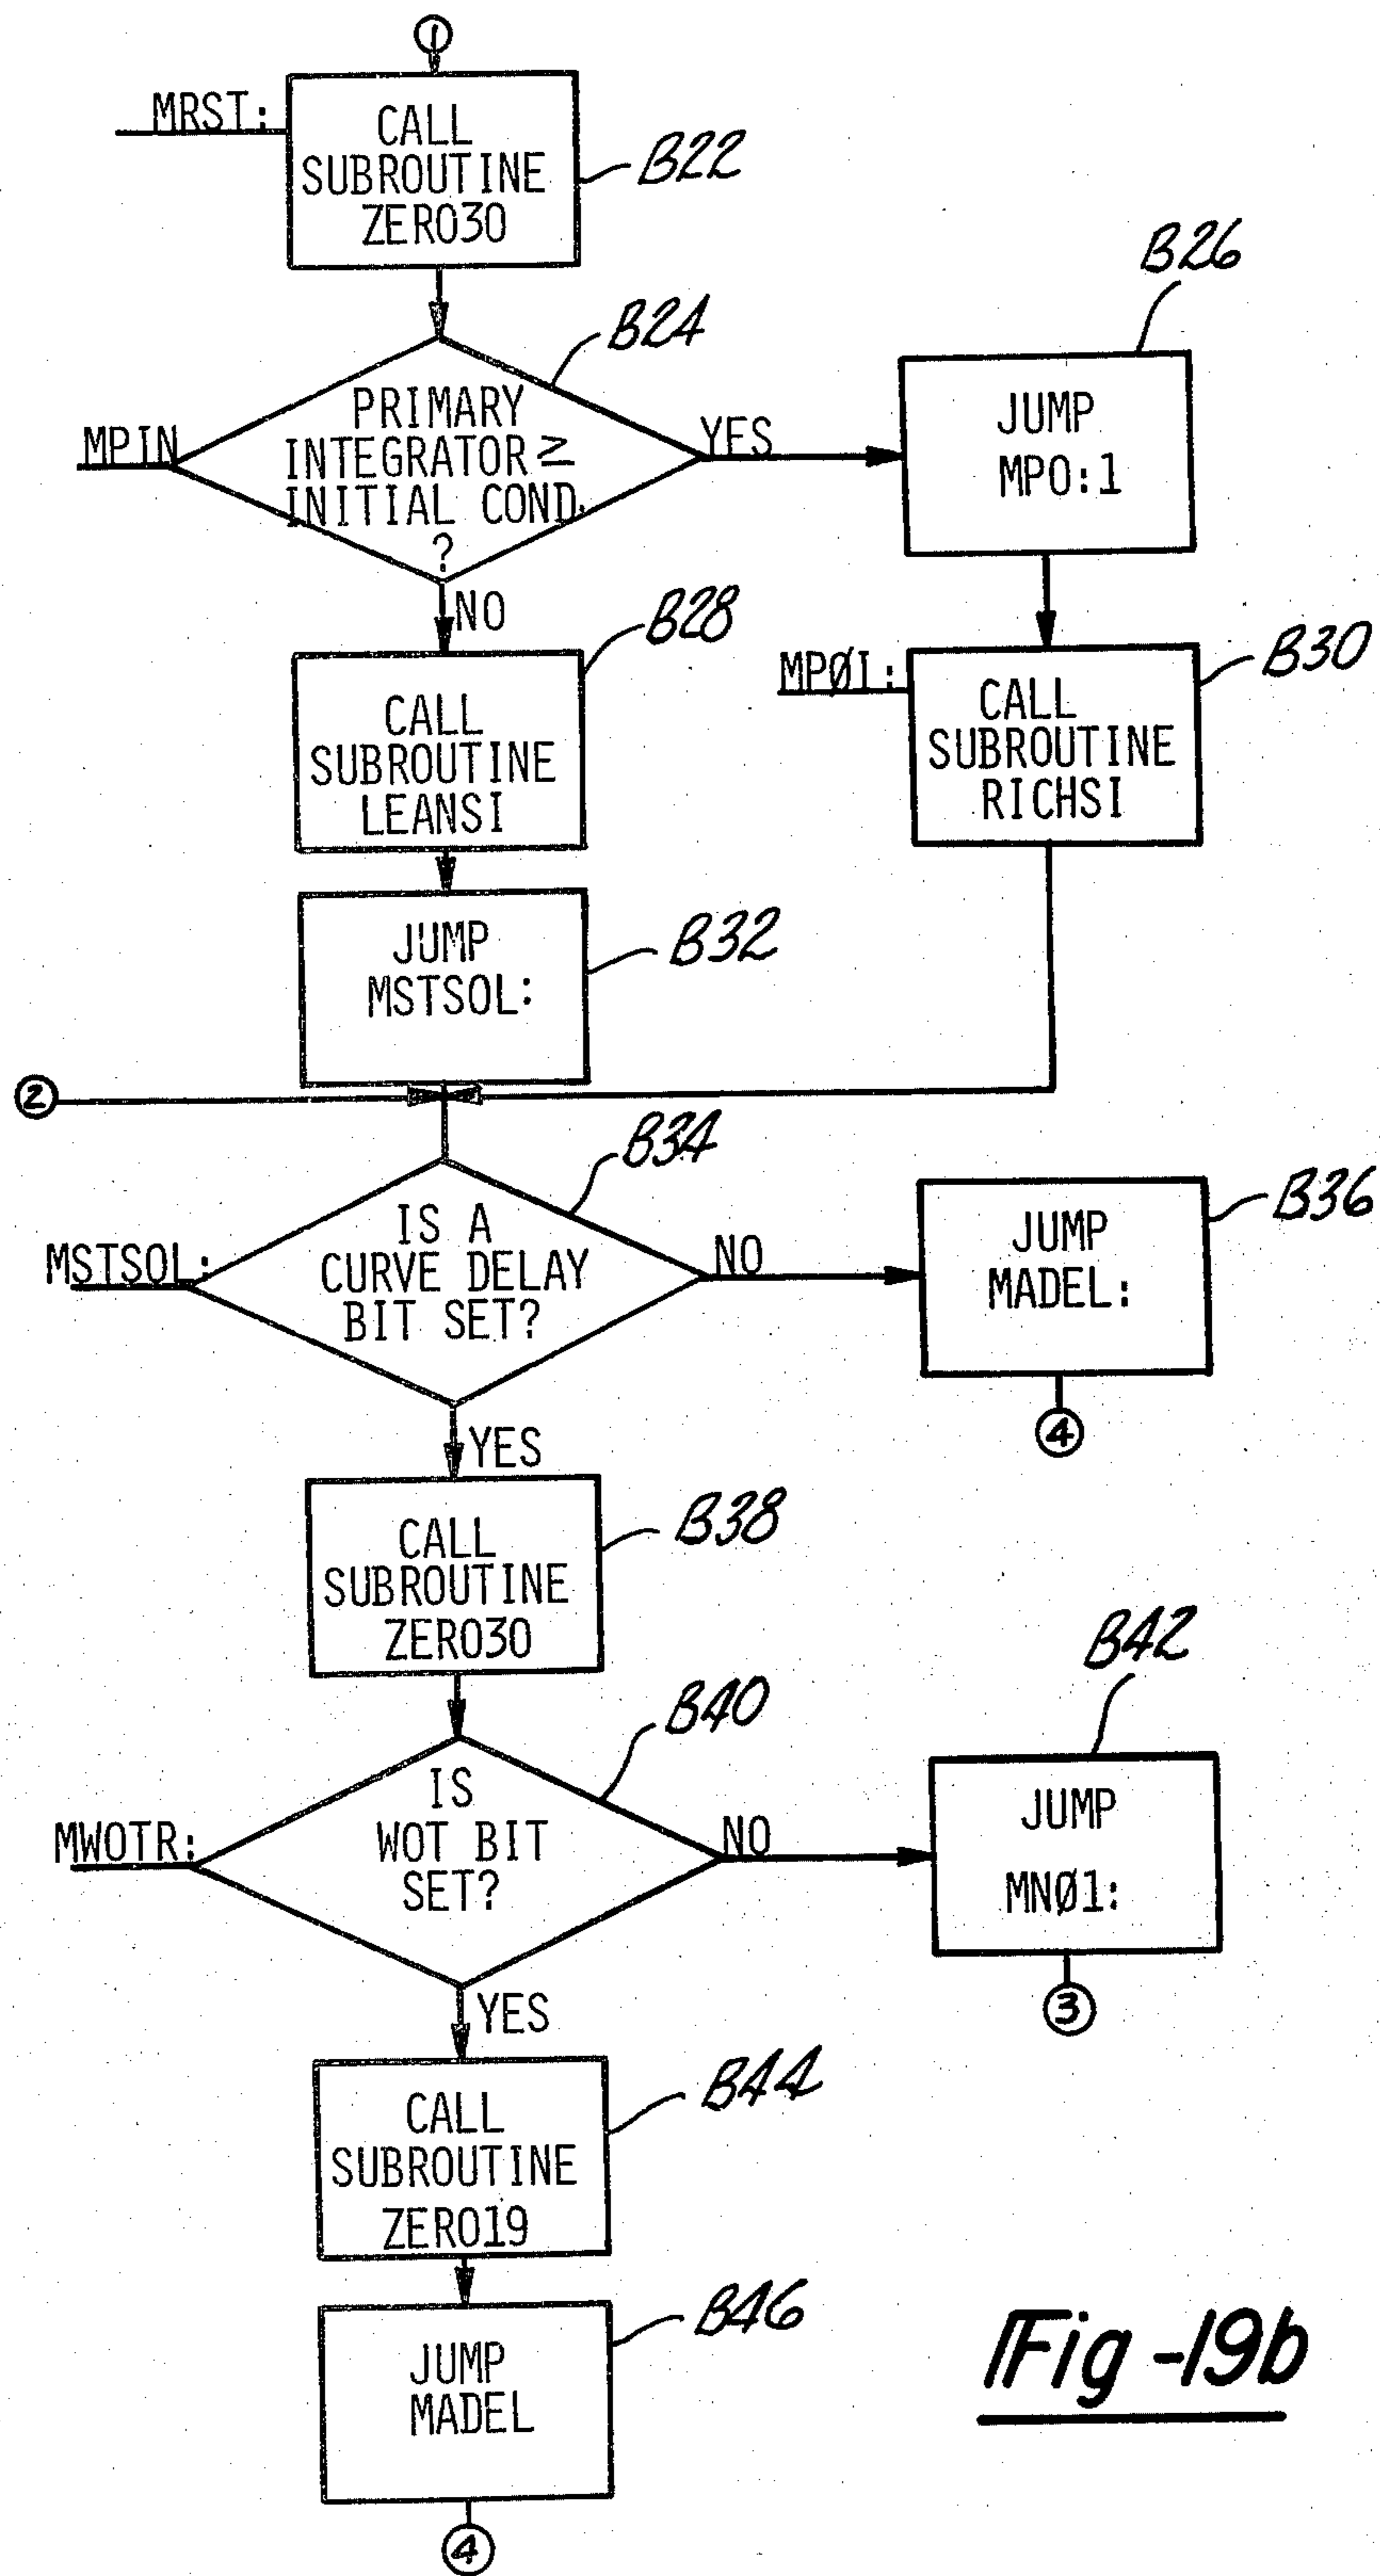 1
MRST:
CALL
SUBROUTINE
ZERO30
B22
B24
PRIMARY
INTEGRATOR ≥
INITIAL COND.
?
MPIN
YES
B26
JUMP
MPO:1
NO
B28
CALL
SUBROUTINE
LEANSI
MPØI:
CALL
SUBROUTINE
RICHSI
B30
JUMP
MSTSOL:
B32
2
B34
MSTSOL:
IS A
CURVE DELAY
BIT SET?
NO
JUMP
MADEL:
B36
4
YES
CALL
SUBROUTINE
ZERO30
B38
B40
MWOTR:
IS
WOT BIT
SET?
NO
B42
JUMP
MNØ1:
3
YES
CALL
SUBROUTINE
ZERO19
B44
JUMP
MADEL
B46
4
Fig-19b